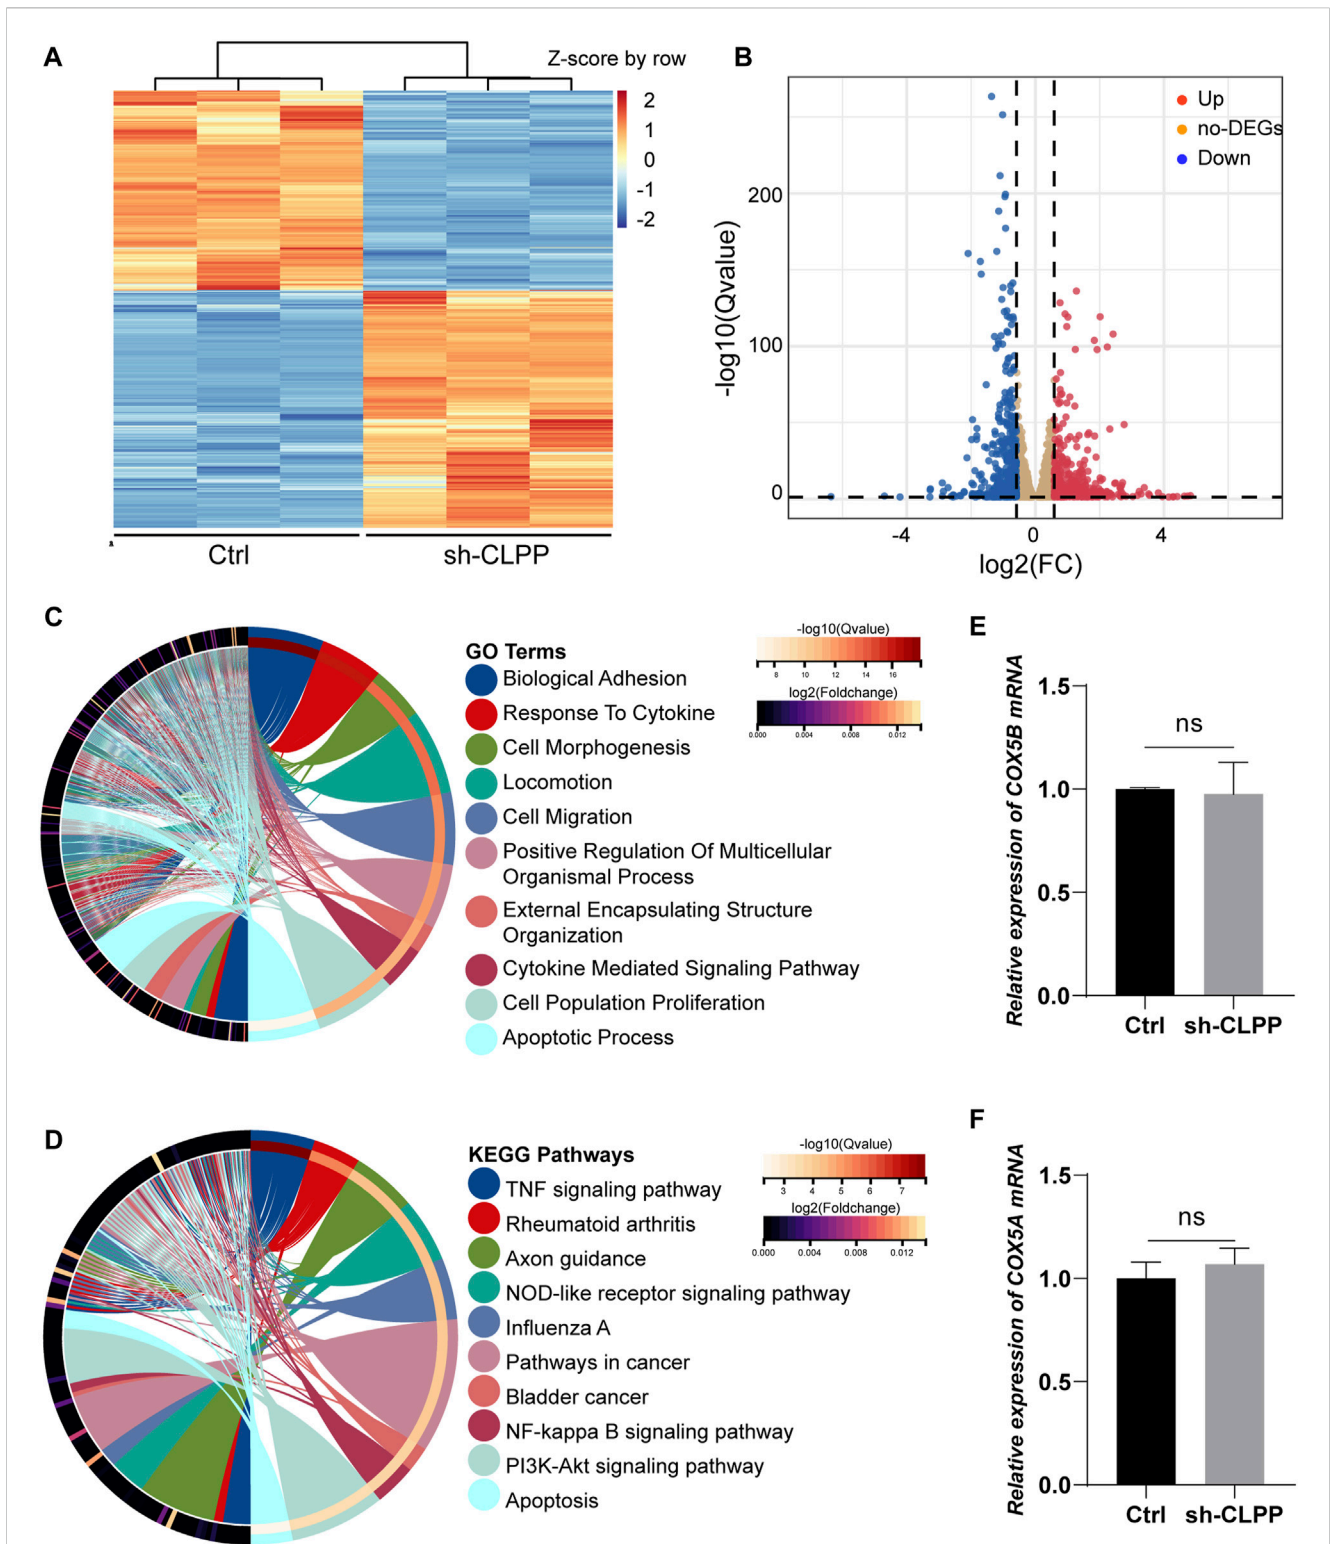 A
Z-score by row
2
1
0
-1
-2
Ctrl
sh-CLPP
B
Up
no-DEGs
Down
-log10(Qvalue)
200
100
0
-4
0
4
log2(FC)
C
GO Terms
Biological Adhesion
Response To Cytokine
Cell Morphogenesis
Locomotion
Cell Migration
Positive Regulation Of Multicellular
Organismal Process
External Encapsulating Structure
Organization
Cytokine Mediated Signaling Pathway
Cell Population Proliferation
Apoptotic Process
-log10(Qvalue)
8 10 12 14 16
log2(Foldchange)
0.000 0.004 0.008 0.012
E
Relative expression of COX5B mRNA
1.5
1.0
0.5
0.0
ns
Ctrl sh-CLPP
D
KEGG Pathways
TNF signaling pathway
Rheumatoid arthritis
Axon guidance
NOD-like receptor signaling pathway
Influenza A
Pathways in cancer
Bladder cancer
NF-kappa B signaling pathway
PI3K-Akt signaling pathway
Apoptosis
-log10(Qvalue)
3 4 5 6 7
log2(Foldchange)
0.000 0.004 0.008 0.012
F
Relative expression of COX5A mRNA
1.5
1.0
0.5
0.0
ns
Ctrl sh-CLPP